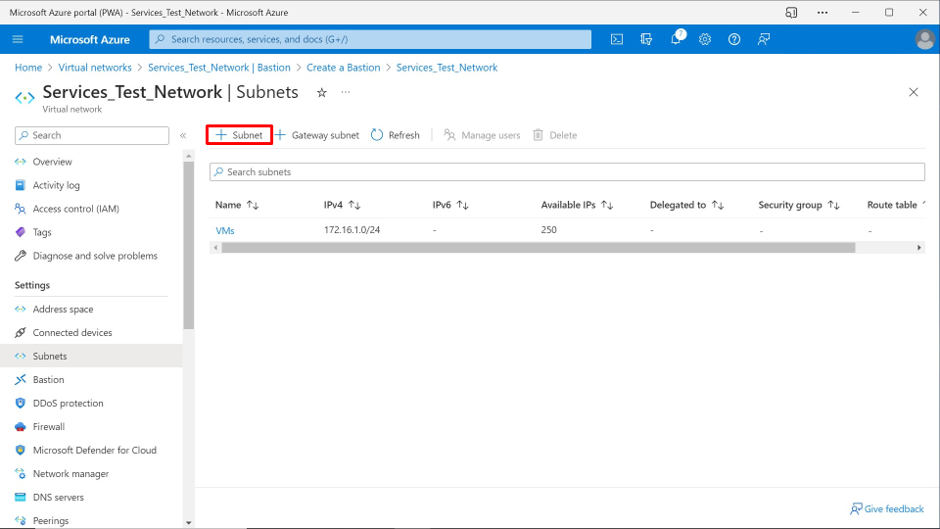 Microsoft Azure portal (PWA) - Services_Test_Network - Microsoft Azure
Microsoft Azure
Search resources, services, and docs (G+/)
7
Home > Virtual networks > Services_Test_Network | Bastion > Create a Bastion > Services_Test_Network
Services_Test_Network | Subnets
Virtual network
Search
+ Subnet + Gateway subnet Refresh Manage users Delete
Search subnets
Name IPv4 IPv6 Available IPs Delegated to Security group Route table
VMs 172.16.1.0/24 - 250 - - -
Overview
Activity log
Access control (IAM)
Tags
Diagnose and solve problems
Settings
Address space
Connected devices
Subnets
Bastion
DDoS protection
Firewall
Microsoft Defender for Cloud
Network manager
DNS servers
Peerings
Give feedback